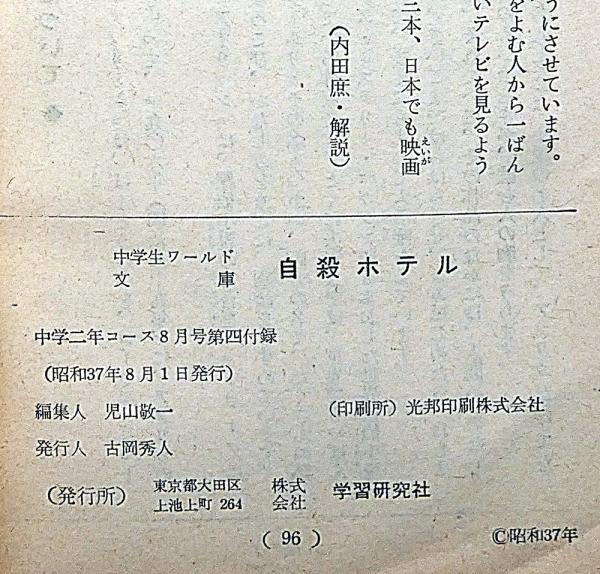 うにさせています。
をよむ人から一ばん
いテレビを見るよう
二本、日本でも映画
えいが
（内田庶・解説）
中学生ワールド
文庫
自殺ホテル
中学二年コース8月号第四付録
（昭和37年8月1日発行）
編集人 児山敬一
（印刷所）光邦印刷株式会社
発行人 古岡秀人
（発行所）
東京都大田区
上池上町 264
株式
会社
学習研究社
( 96 )
©昭和37年